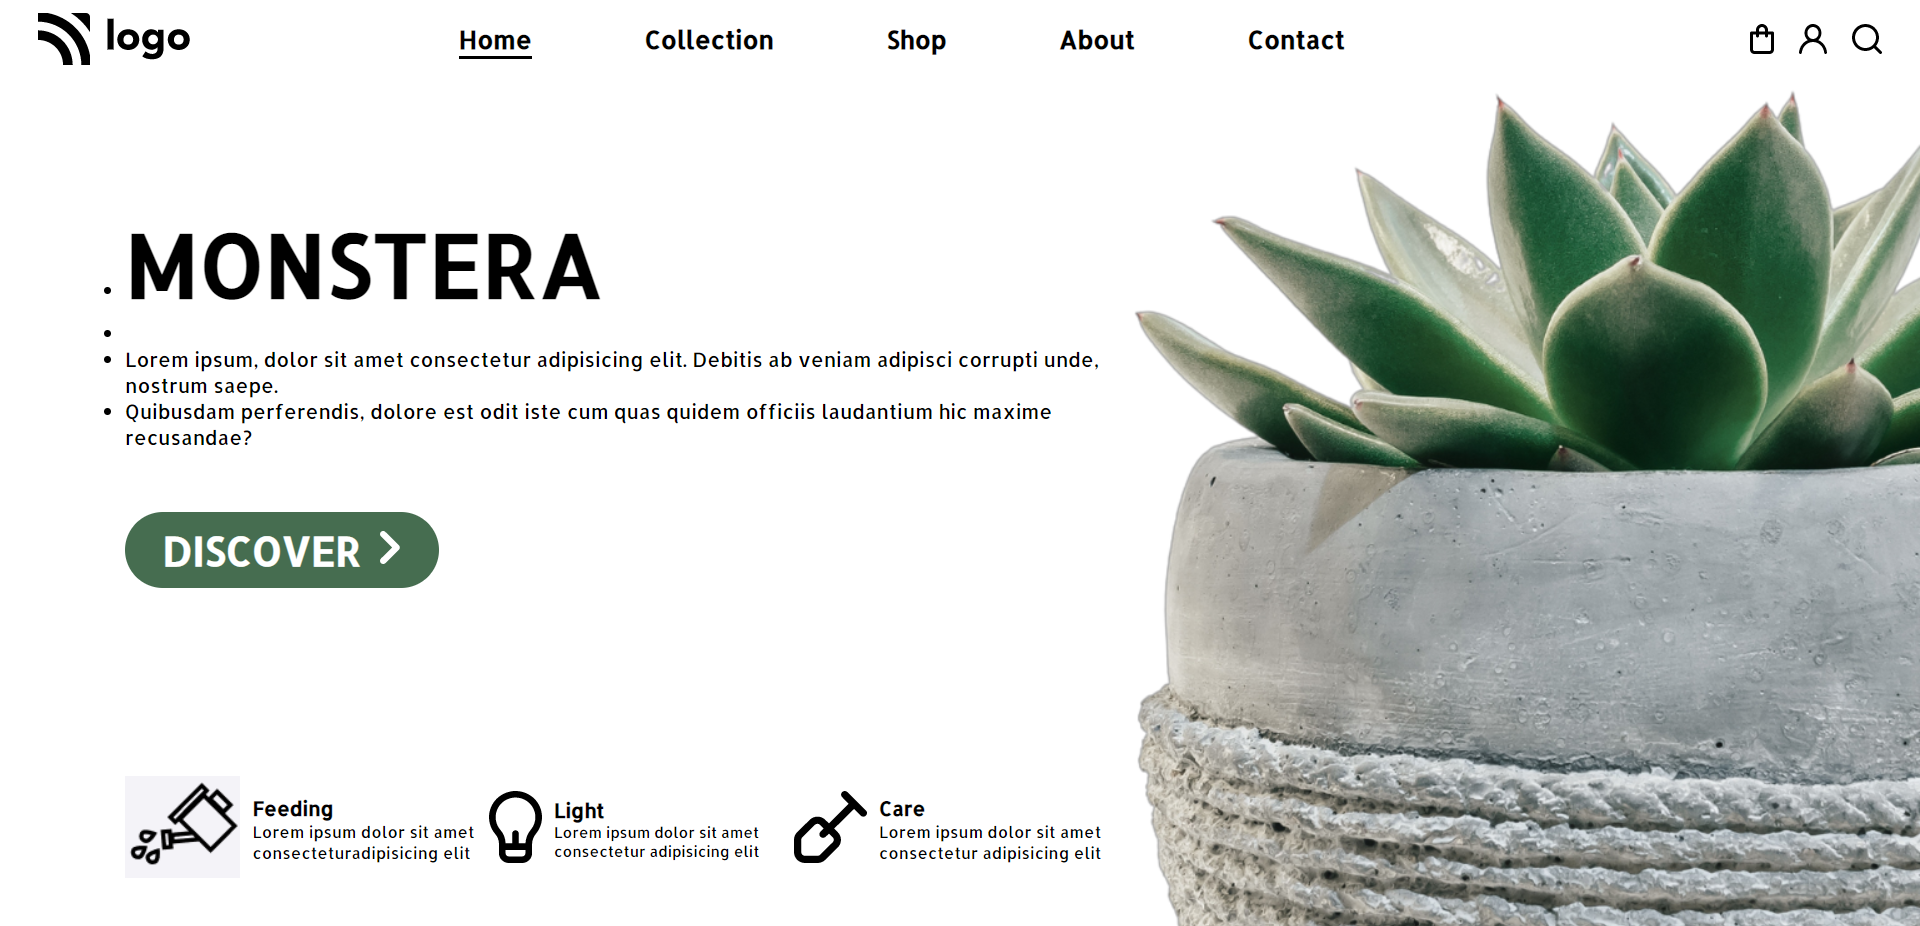 logo
Home Collection Shop About Contact
MONSTERA
Lorem ipsum, dolor sit amet consectetur adipisicing elit. Debitis ab veniam adipisci corrupti unde,
nostrum saepe.
Quibusdam perferendis, dolore est odit iste cum quas quidem officiis laudantium hic maxime
recusandae?
DISCOVER
Feeding
Lorem ipsum dolor sit amet
consecteturadipisicing elit
Light
Lorem ipsum dolor sit amet
consectetur adipisicing elit
Care
Lorem ipsum dolor sit amet
consectetur adipisicing elit